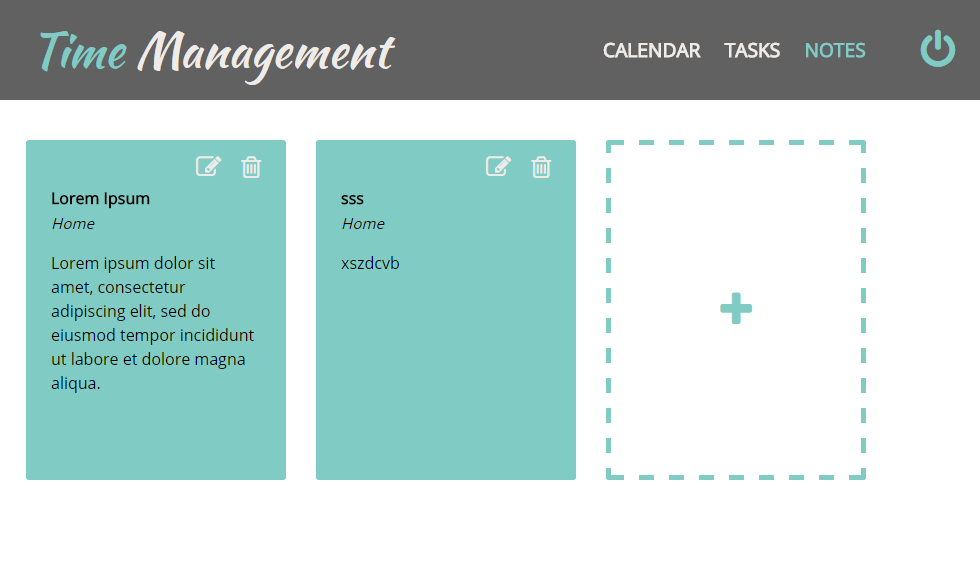 Time Management
CALENDAR TASKS NOTES
Lorem Ipsum
Home
Lorem ipsum dolor sit
amet, consectetur
adipiscing elit, sed do
eiusmod tempor incididunt
ut labore et dolore magna
aliqua.
sss
Home
xszdcvb